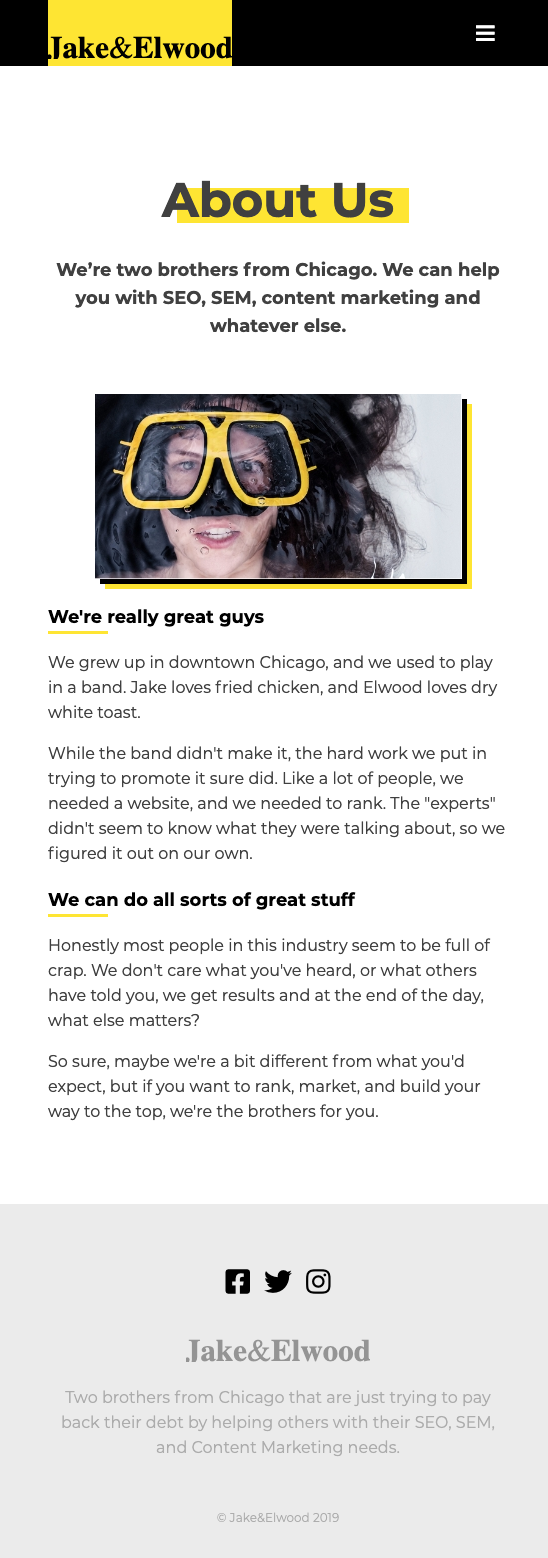 Jake&Elwood
About Us
We’re two brothers from Chicago. We can help
you with SEO, SEM, content marketing and
whatever else.
We're really great guys
We grew up in downtown Chicago, and we used to play
in a band. Jake loves fried chicken, and Elwood loves dry
white toast.
While the band didn't make it, the hard work we put in
trying to promote it sure did. Like a lot of people, we
needed a website, and we needed to rank. The "experts"
didn't seem to know what they were talking about, so we
figured it out on our own.
We can do all sorts of great stuff
Honestly most people in this industry seem to be full of
crap. We don't care what you've heard, or what others
have told you, we get results and at the end of the day,
what else matters?
So sure, maybe we're a bit different from what you'd
expect, but if you want to rank, market, and build your
way to the top, we're the brothers for you.
Jake&Elwood
Two brothers from Chicago that are just trying to pay
back their debt by helping others with their SEO, SEM,
and Content Marketing needs.
© Jake&Elwood 2019